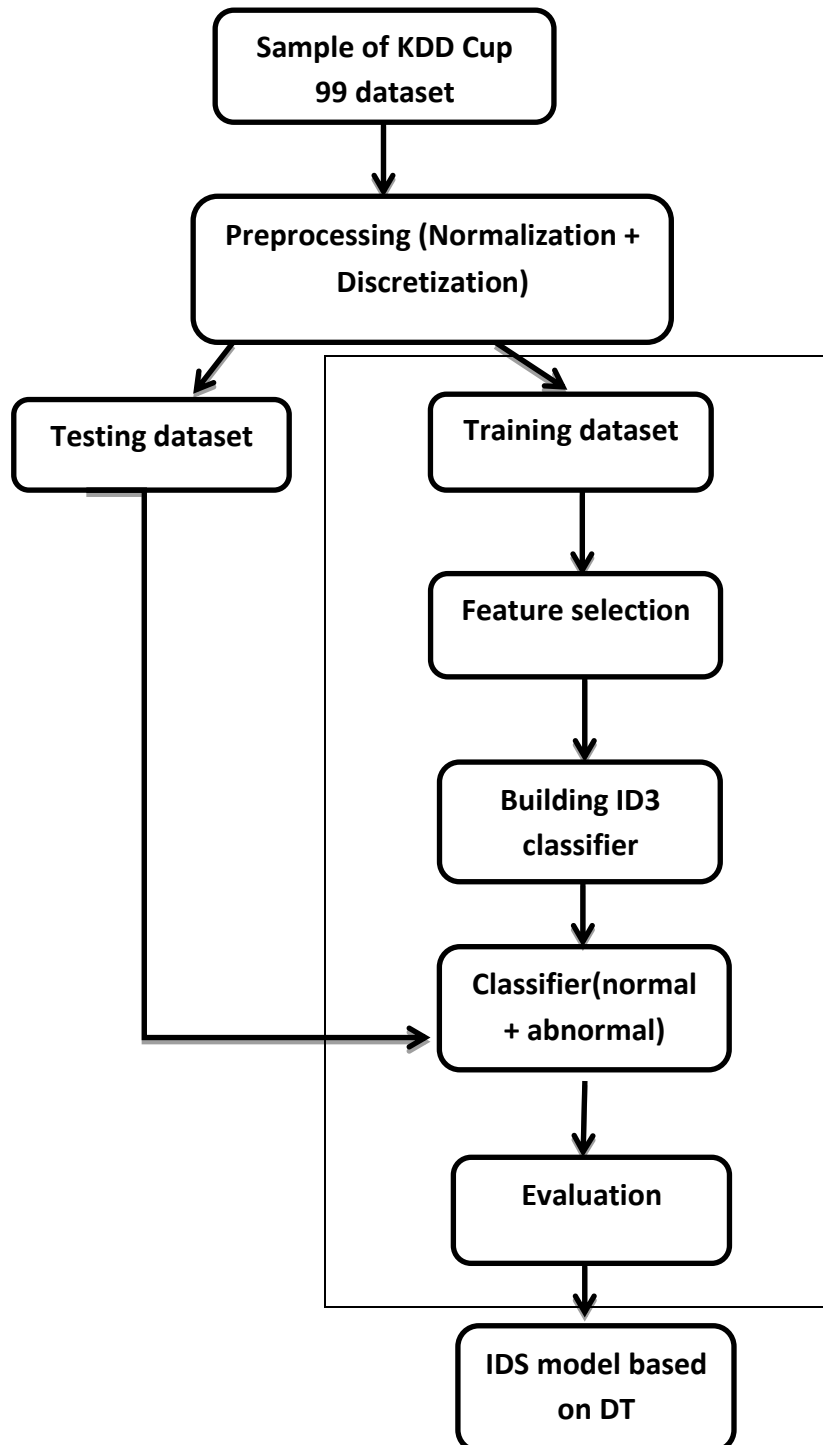 Sample of KDD Cup
99 dataset
Preprocessing (Normalization +
Discretization)
Testing dataset
Training dataset
Feature selection
Building ID3
classifier
Classifier(normal
+ abnormal)
Evaluation
IDS model based
on DT